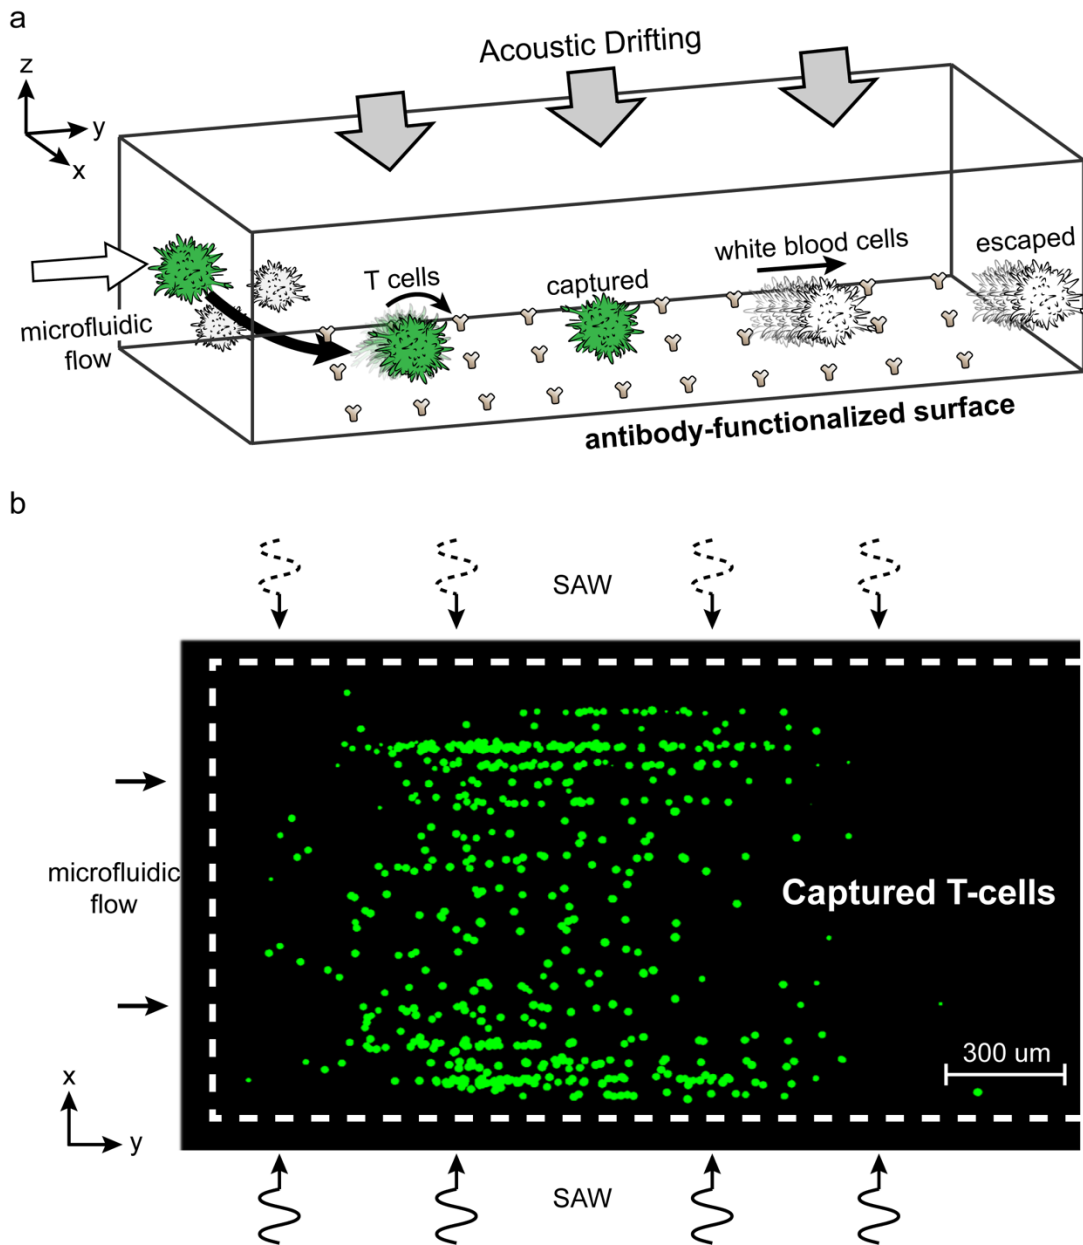 a
Acoustic Drifting
z
y
x
white blood cells
escaped
T cells
captured
microfluidic
flow
antibody-functionalized surface
b
SAW
microfluidic
flow
Captured T-cells
300 um
x
y
SAW